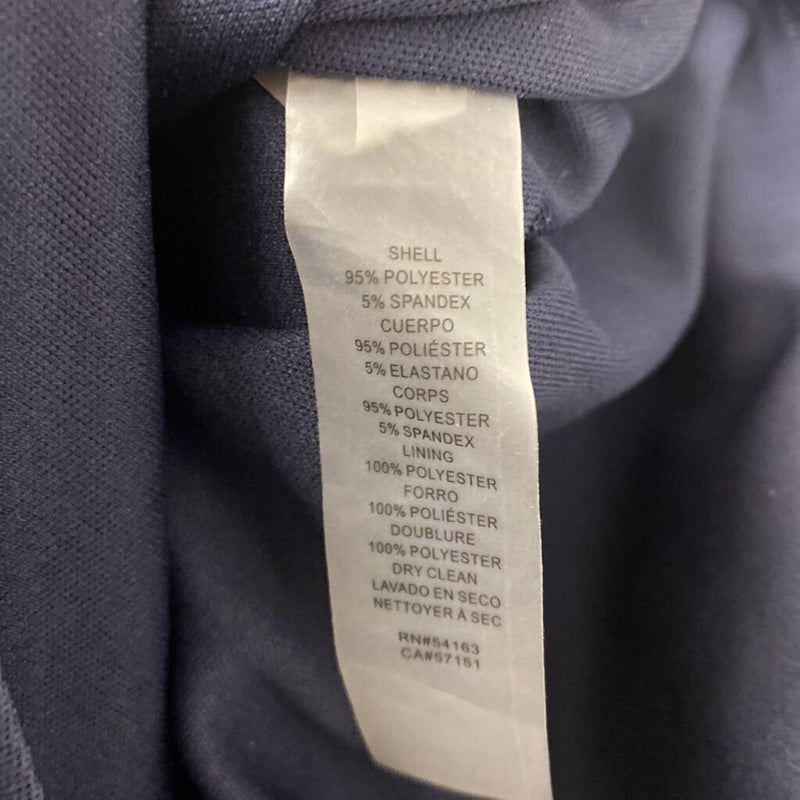 SHELL
95% POLYESTER
5% SPANDEX
CUERPO
95% POLIÉSTER
5% ELASTANO
CORPS
95% POLYESTER
5% SPANDEX
LINING
100% POLYESTER
FORRO
100% POLIÉSTER
DOUBLURE
100% POLYESTER
DRY CLEAN
LAVADO EN SECO
NETTOYER À SEC
RN#54163
CA#57151